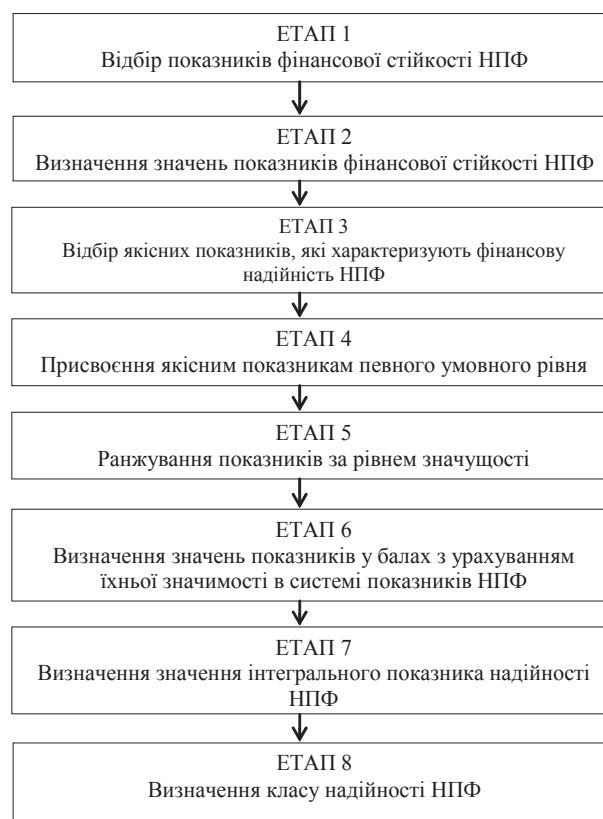 ЕТАП 1
Відбір показників фінансової стійкості НПФ
ЕТАП 2
Визначення значень показників фінансової стійкості НПФ
ЕТАП 3
Відбір якісних показників, які характеризують фінансову
надійність НПФ
ЕТАП 4
Присвоєння якісним показникам певного умовного рівня
ЕТАП 5
Ранжування показників за рівнем значущості
ЕТАП 6
Визначення значень показників у балах з урахуванням
їхньої значимості в системі показників НПФ
ЕТАП 7
Визначення значення інтегрального показника надійності
НПФ
ЕТАП 8
Визначення класу надійності НПФ